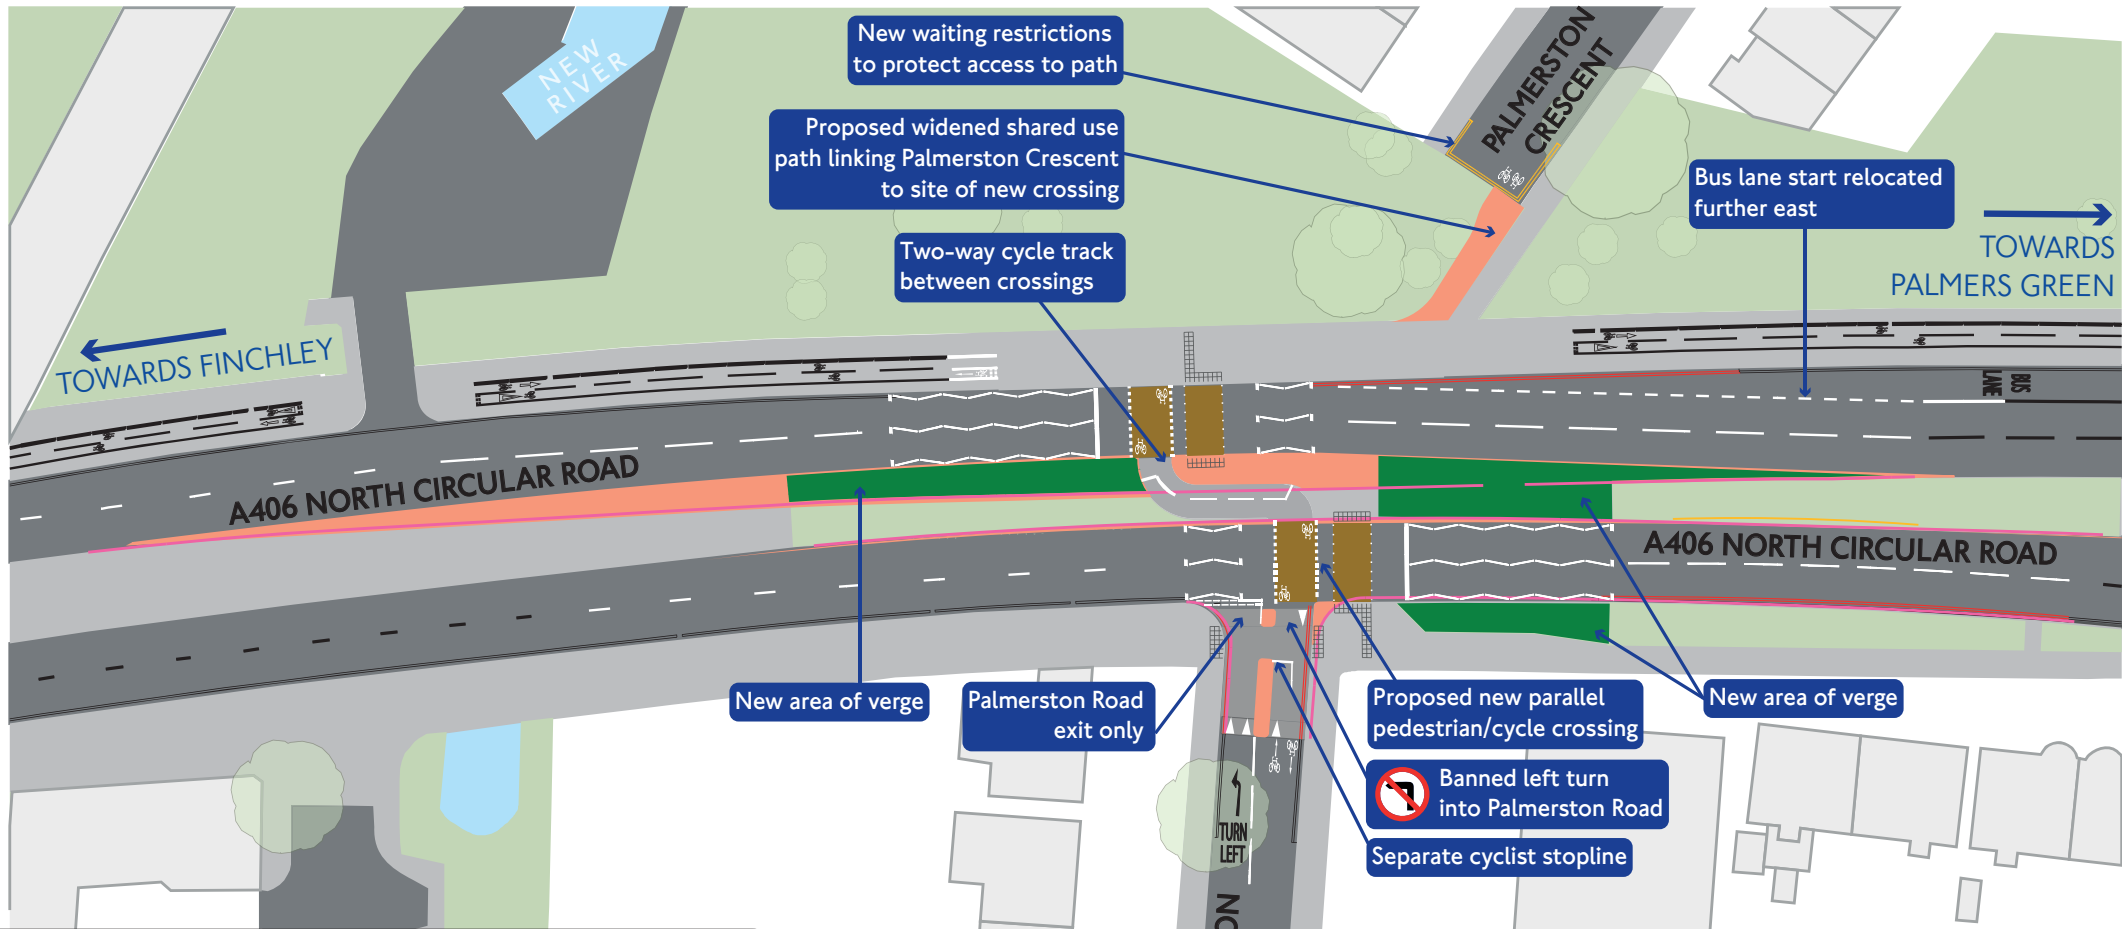 NEW
RIVER
New waiting restrictions
to protect access to path
PALMERSTON
CRESCENT
Proposed widened shared use
path linking Palmerston Crescent
to site of new crossing
Bus lane start relocated
further east
Two-way cycle track
between crossings
TOWARDS
PALMERS GREEN
TOWARDS FINCHLEY
BUS
LANE
A406 NORTH CIRCULAR ROAD
A406 NORTH CIRCULAR ROAD
New area of verge
Palmerston Road
exit only
Proposed new parallel
pedestrian/cycle crossing
New area of verge
Banned left turn
into Palmerston Road
Separate cyclist stopline
TURN
LEFT
ON